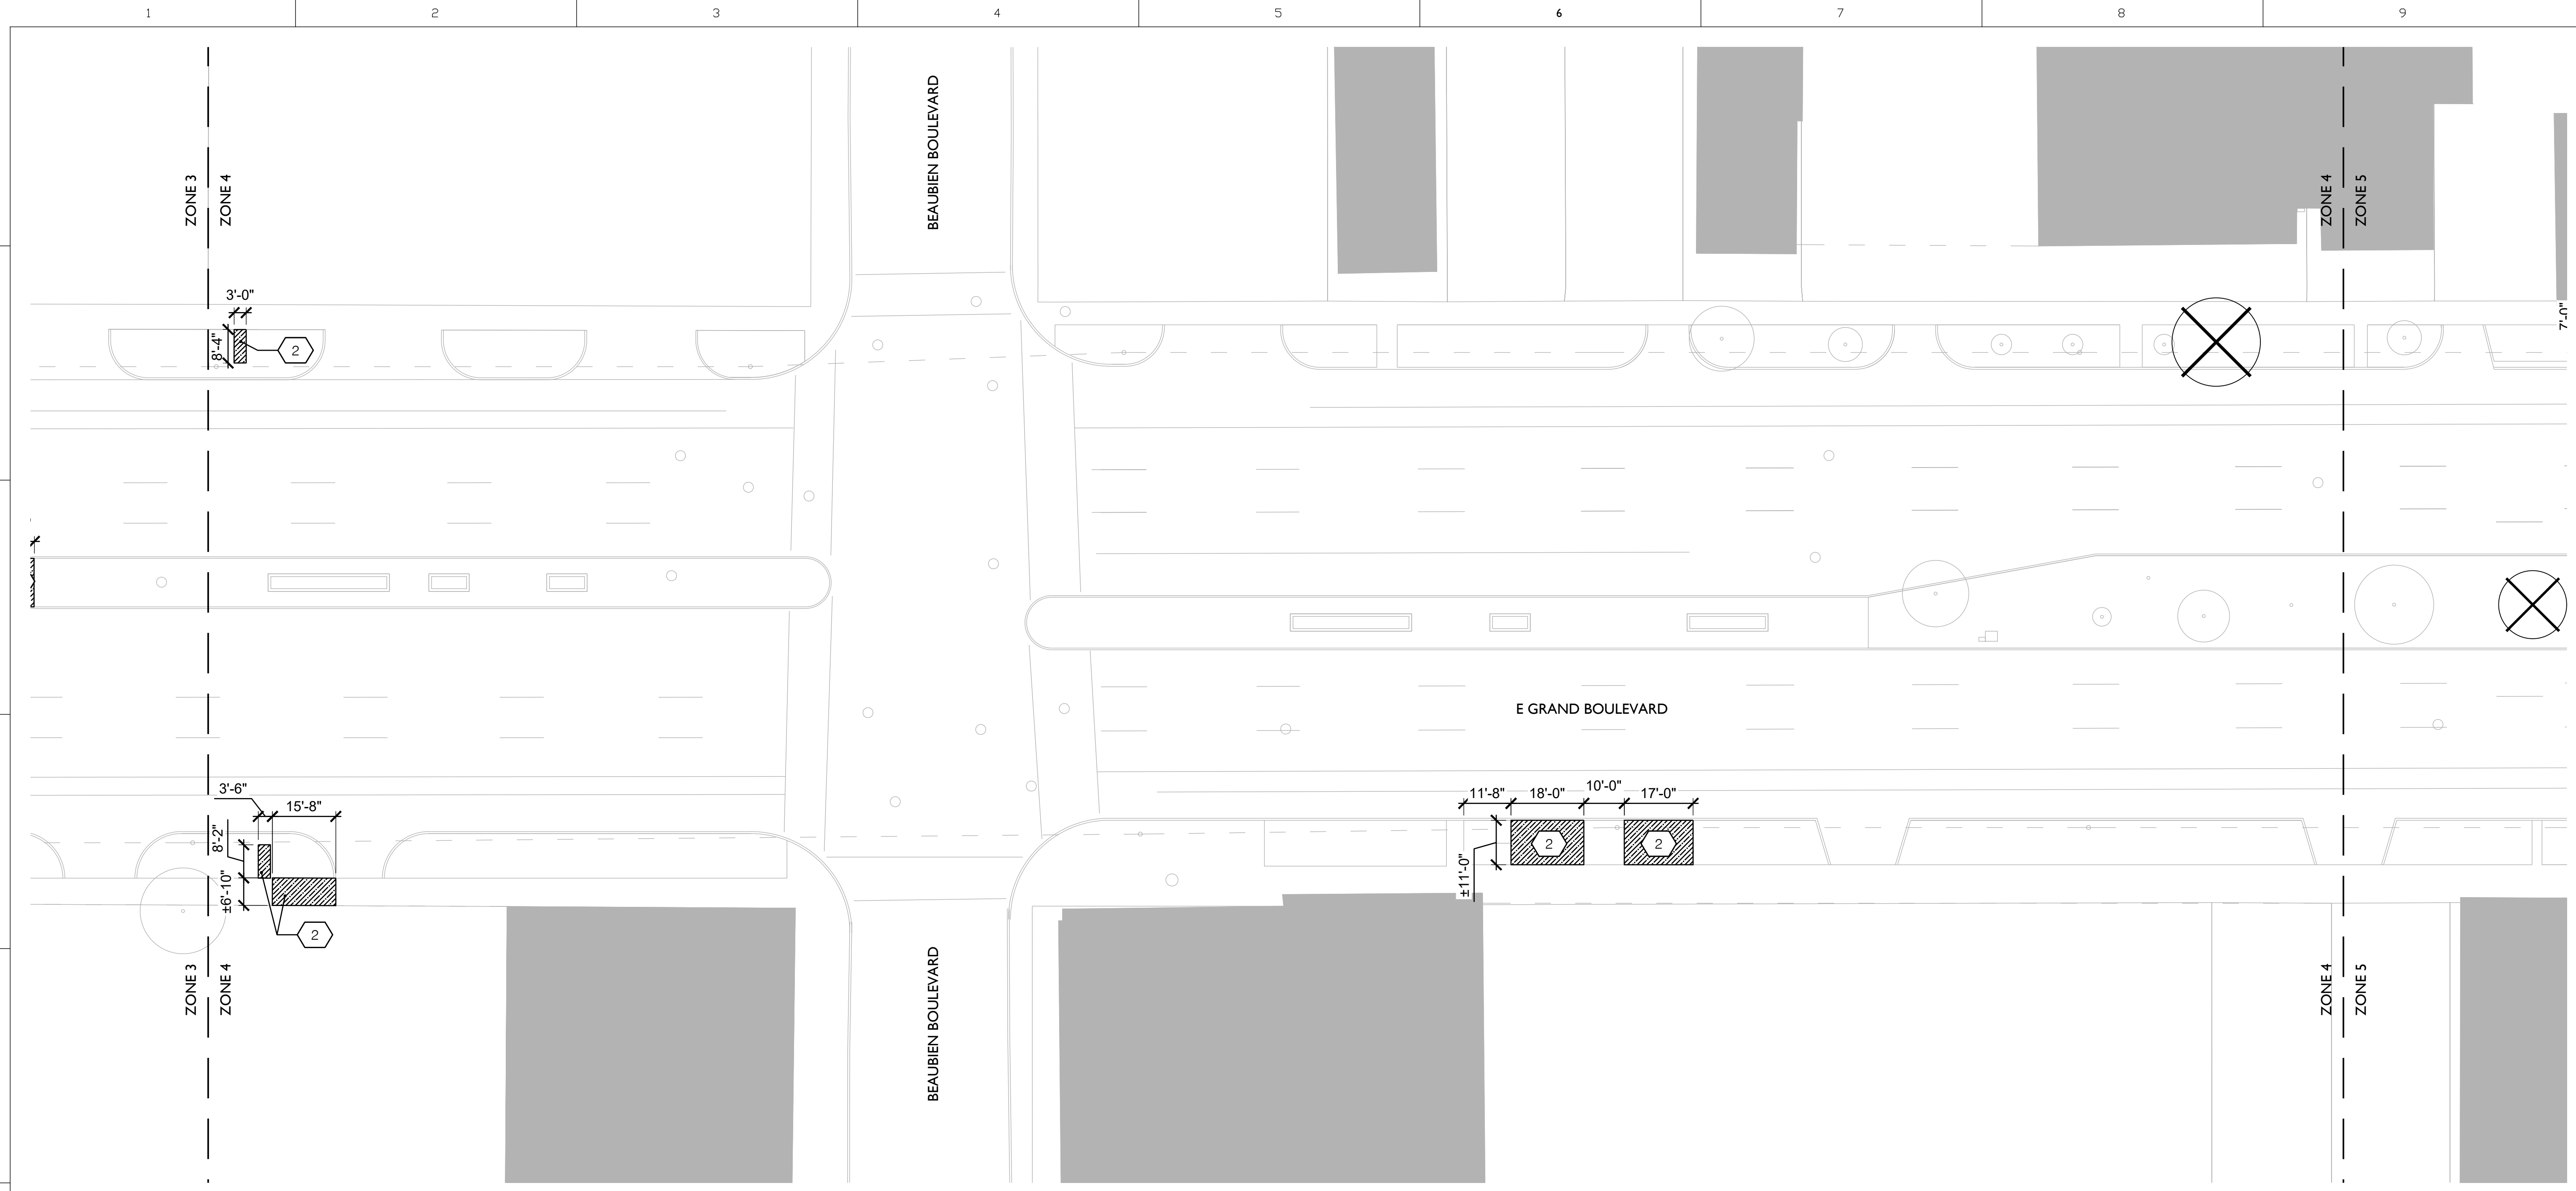 1 2 3 4 5 6 7 8 9
BEAUBIEN BOULEVARD
ZONE 3
ZONE 4
ZONE 4
ZONE 5
3'-0"
8'-4"
2
7'-0"
E GRAND BOULEVARD
3'-6"
15'-8"
8'-2"
±6'-10"
2
11'-8"
18'-0"
10'-0"
17'-0"
±11'-0"
2
2
ZONE 3
ZONE 4
BEAUBIEN BOULEVARD
ZONE 4
ZONE 5